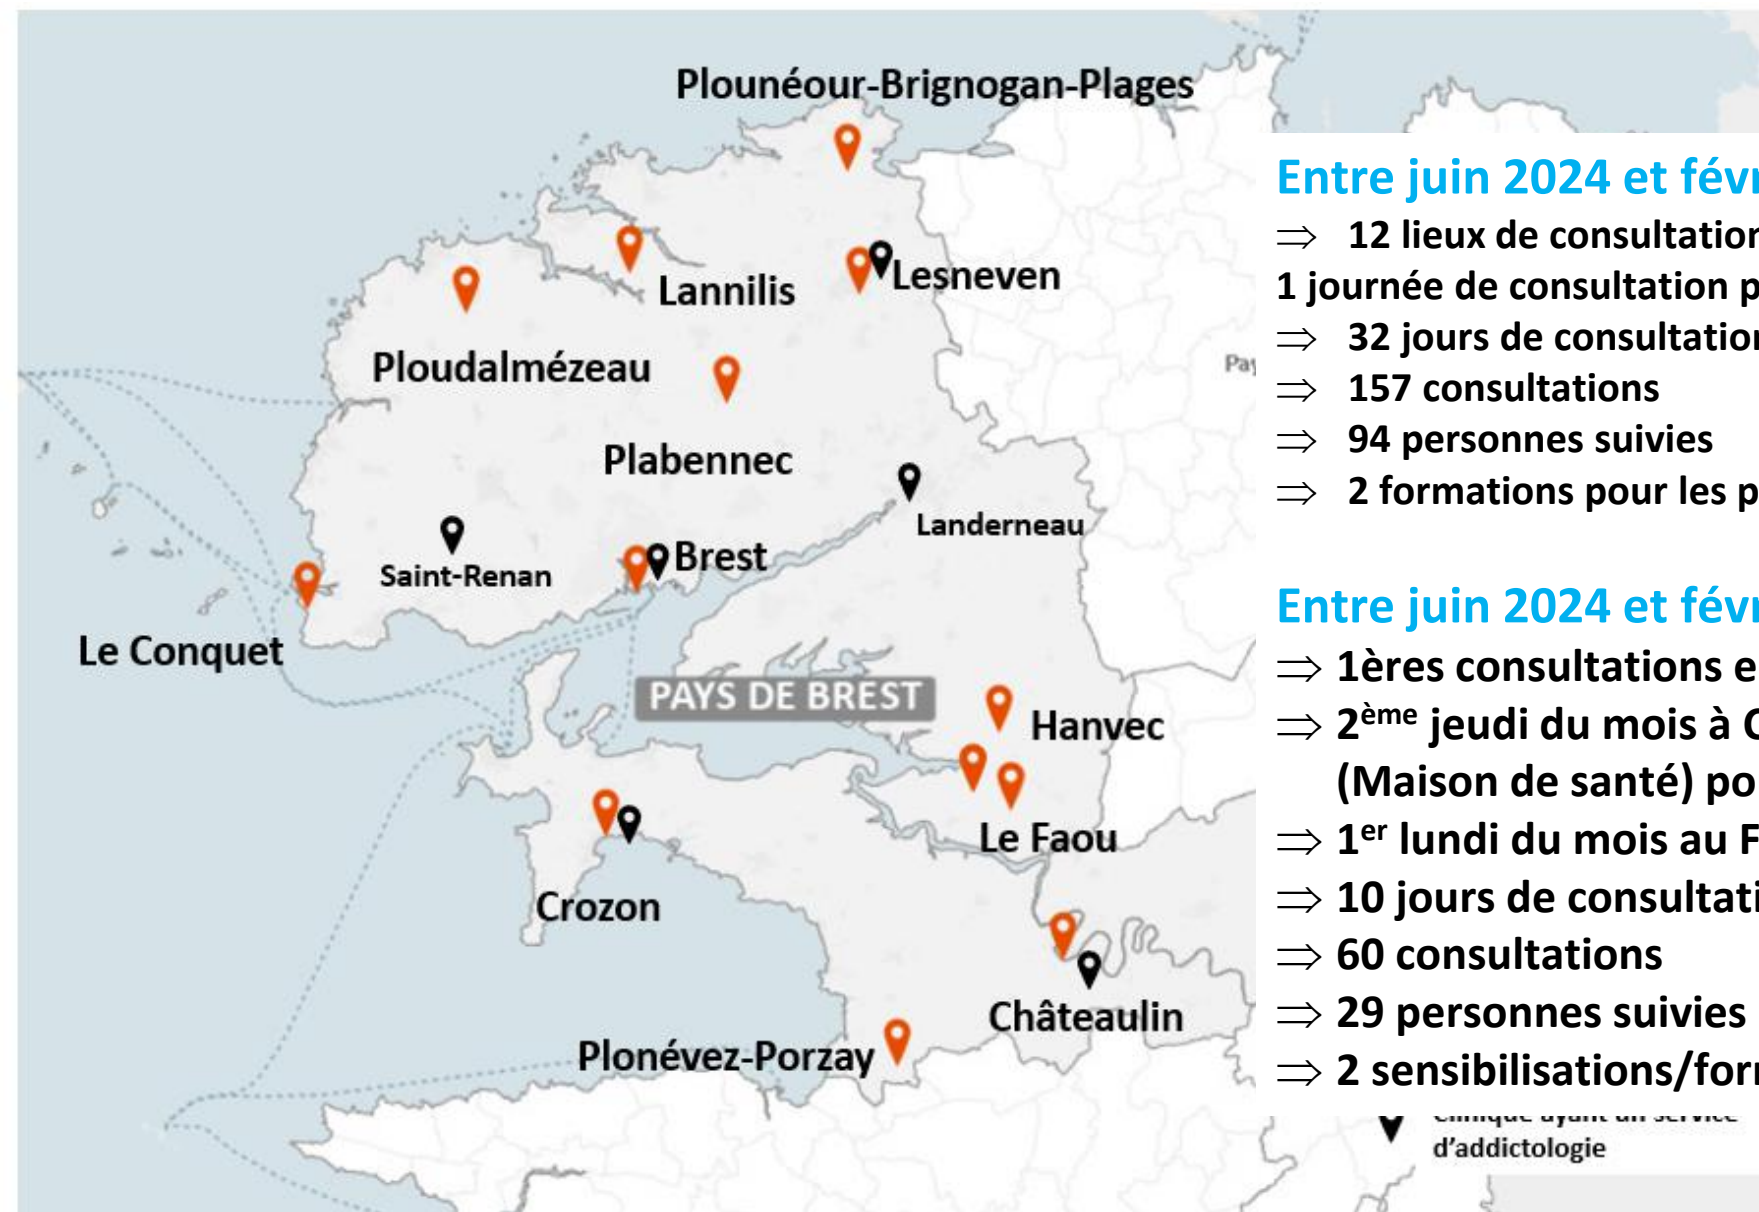 Plounéour-Brignogan-Plages
Lannilis
Lesneven
Ploudalmézeau
Plabennec
Landerneau
Saint-Renan
Brest
Le Conquet
PAYS DE BREST
Hanvec
Le Faou
Crozon
Châteaulin
Plonévez-Porzay
Entre juin 2024 et févr
⇒ 12 lieux de consultation
1 journée de consultation p
⇒ 32 jours de consultation
⇒ 157 consultations
⇒ 94 personnes suivies
⇒ 2 formations pour les p
Entre juin 2024 et févr
⇒ 1ères consultations e
⇒ 2ème jeudi du mois à C
(Maison de santé) po
⇒ 1er lundi du mois au F
⇒ 10 jours de consultati
⇒ 60 consultations
⇒ 29 personnes suivies
⇒ 2 sensibilisations/for
Clinique ayant un service
d'addictologie